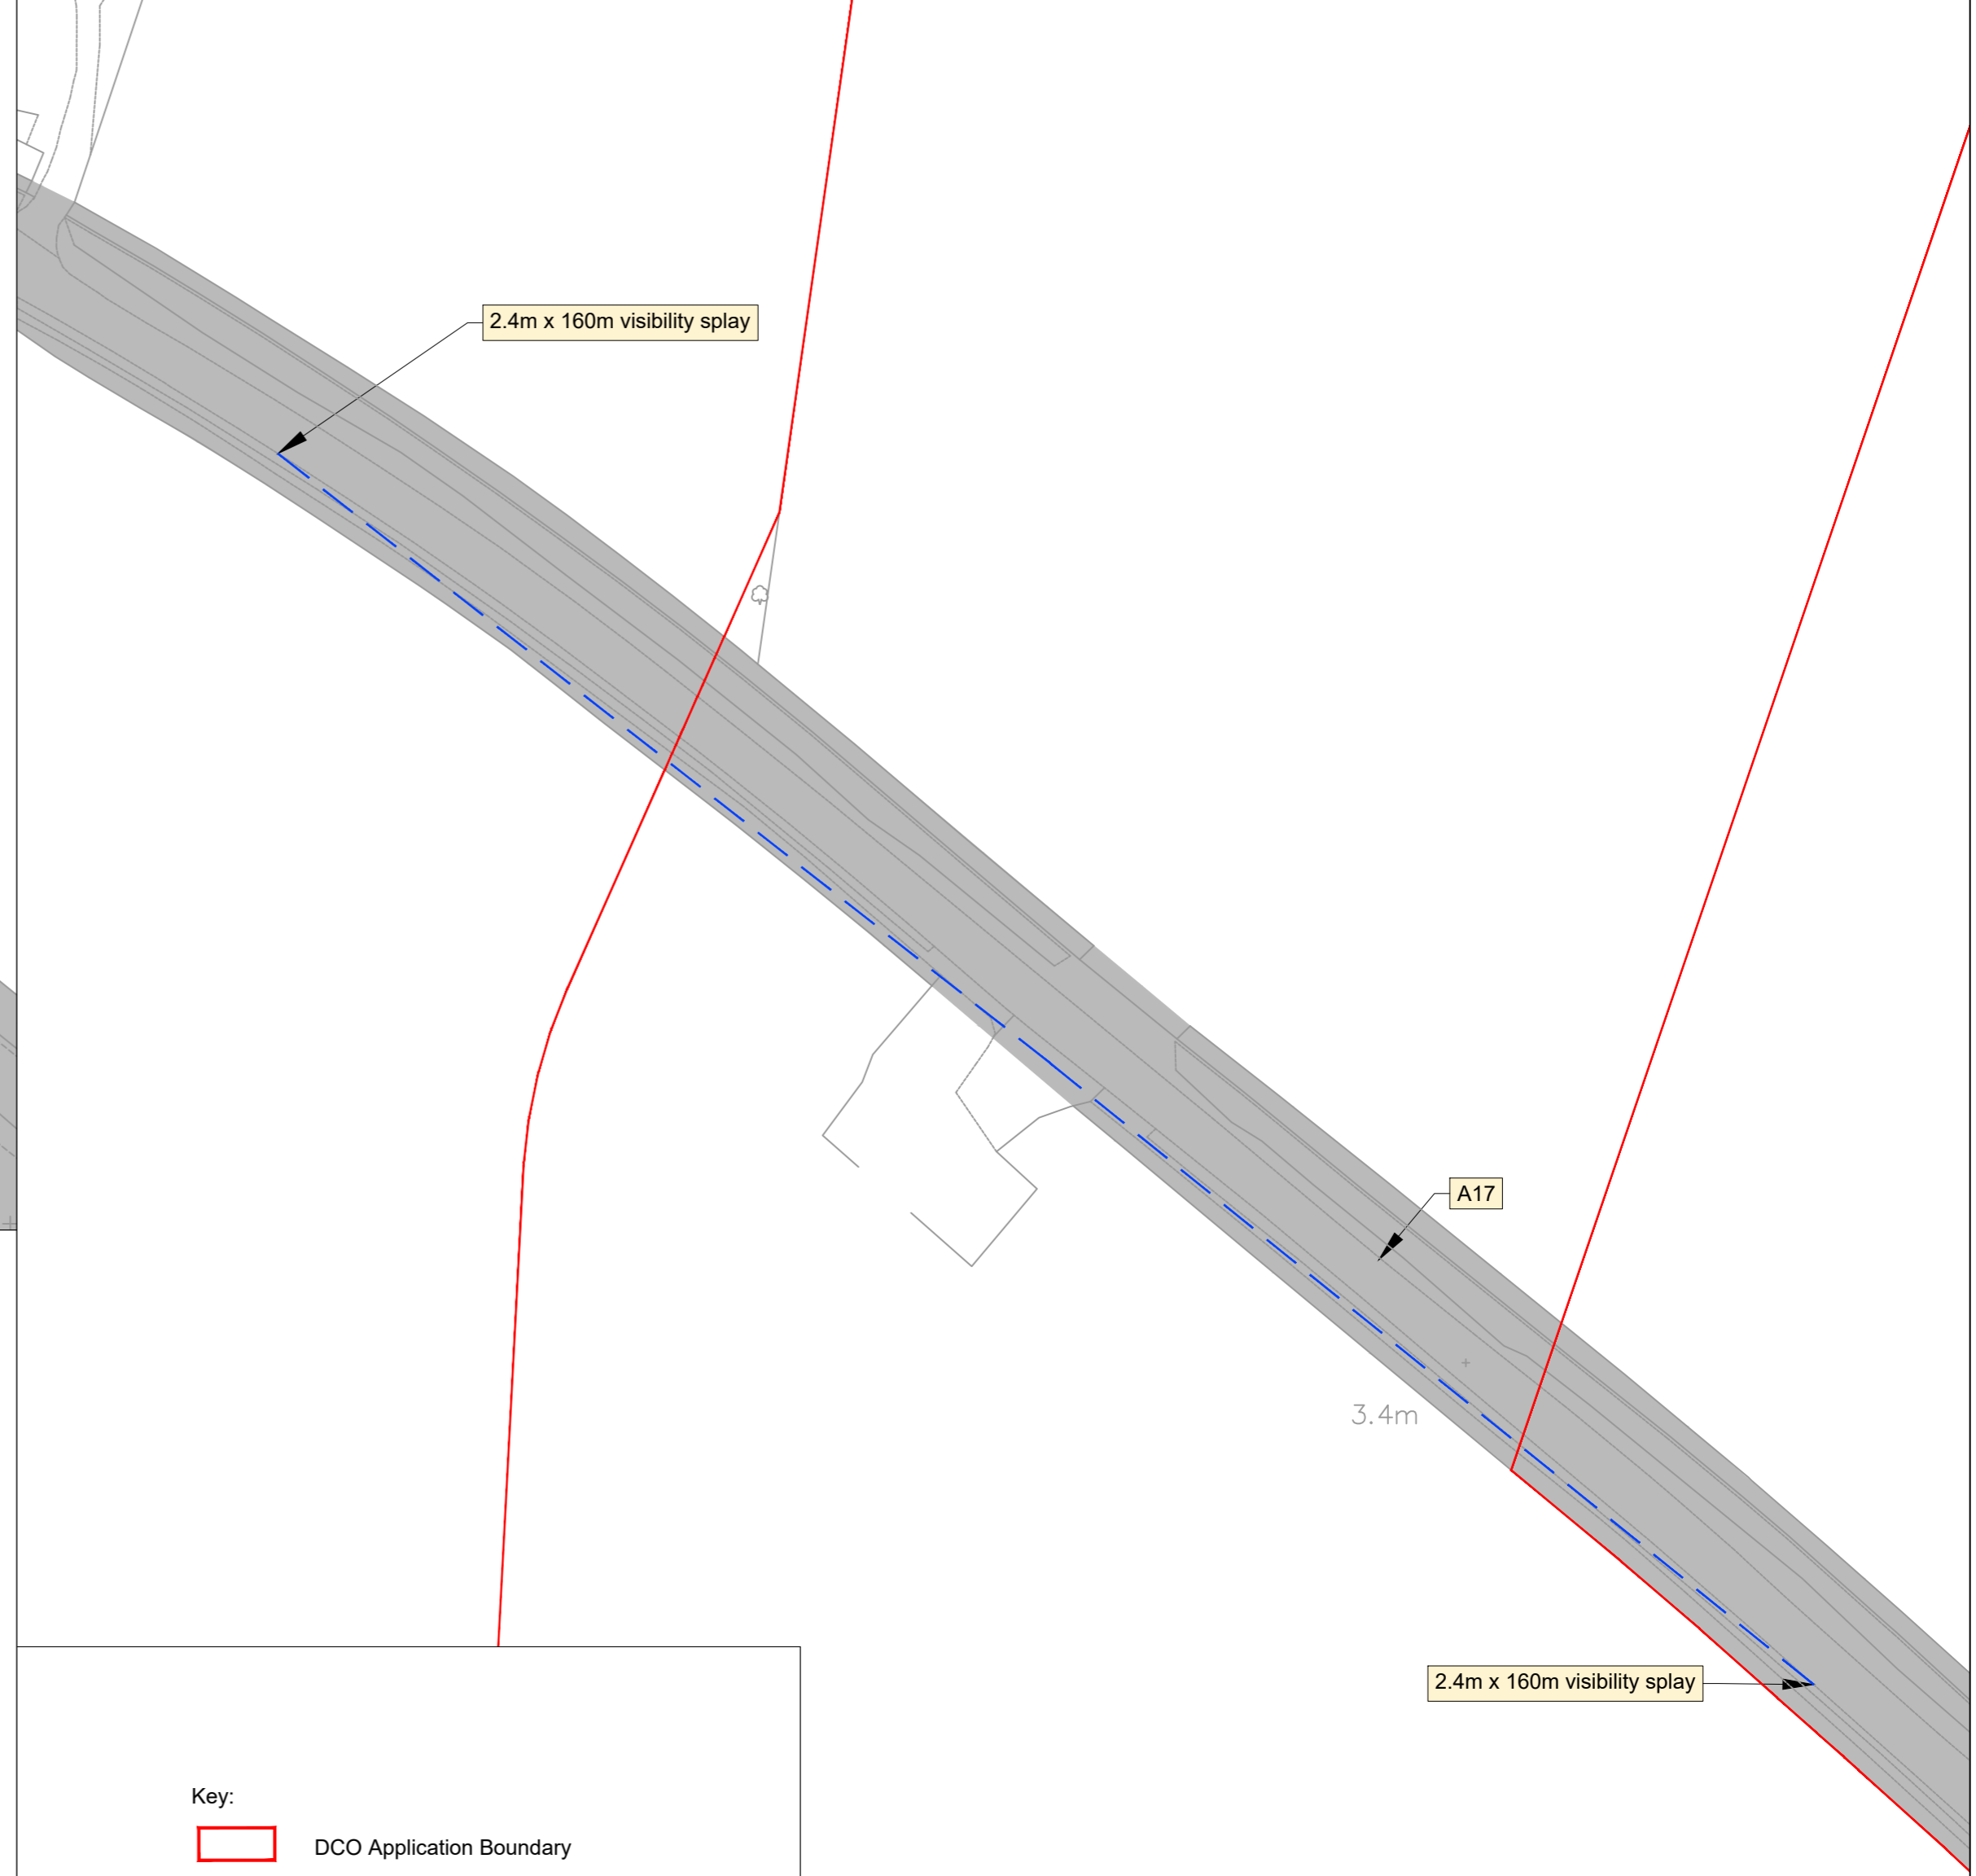 2.4m x 160m visibility splay
A17
3.4m
2.4m x 160m visibility splay
Key:
DCO Application Boundary